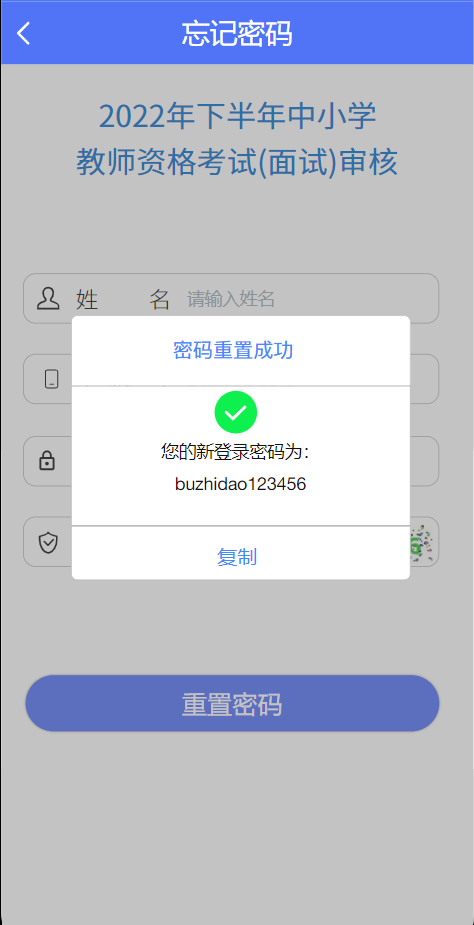 忘记密码
2022年下半年中小学
教师资格考试(面试)审核
姓 名 请输入姓名
密码重置成功
您的新登录密码为：
buzhidao123456
复制
重置密码